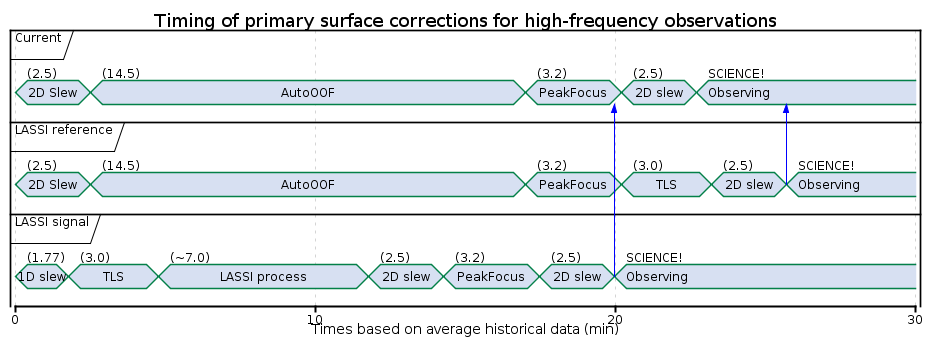 Timing of primary surface corrections for high-frequency observations
Current
(2.5) (14.5) (3.2) (2.5) SCIENCE!
2D Slew AutoOOF PeakFocus 2D slew Observing
LASSI reference
(2.5) (14.5) (3.2) (3.0) (2.5) SCIENCE!
2D Slew AutoOOF PeakFocus TLS 2D slew Observing
LASSI signal
(1.77) (3.0) (~7.0) (2.5) (3.2) (2.5) SCIENCE!
1D slew TLS LASSI process 2D slew PeakFocus 2D slew Observing
0 10 20 30
Times based on average historical data (min)